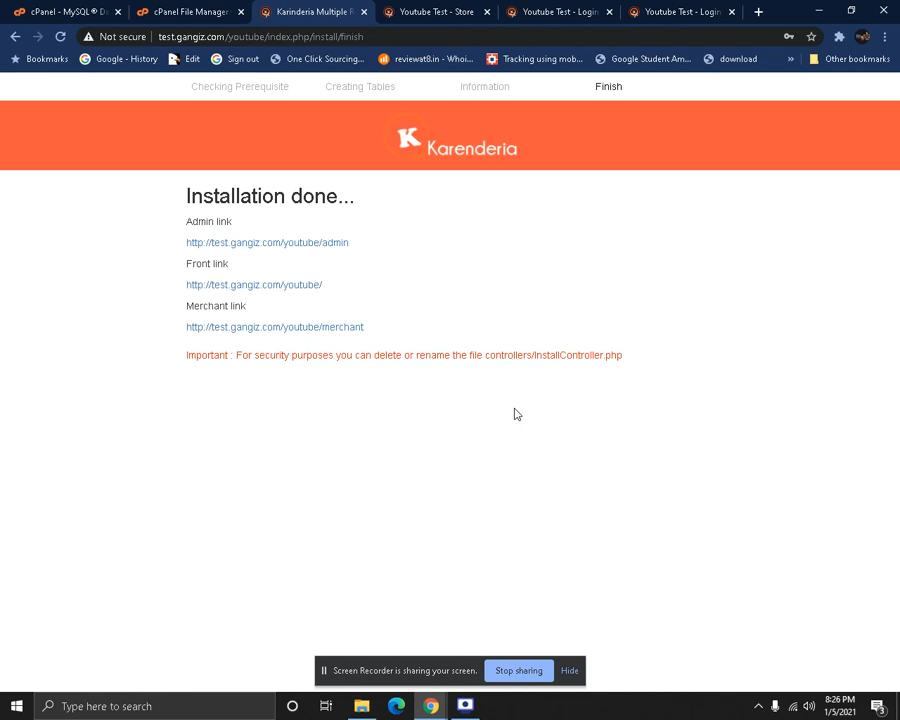 cPanel - MySQL® D
cPanel File Manager
Karinderia Multiple R
Youtube Test - Store
Youtube Test - Login
Youtube Test - Login
Not secure
test.gangiz.com/youtube/index.php/install/finish
Bookmarks
Google - History
Edit
Sign out
One Click Sourcing...
reviewat8.in - Whoi...
Tracking using mob...
Google Student Am...
download
»
Other bookmarks
Checking Prerequisite
Creating Tables
Information
Finish
K Karenderia
Installation done...
Admin link
http://test.gangiz.com/youtube/admin
Front link
http://test.gangiz.com/youtube/
Merchant link
http://test.gangiz.com/youtube/merchant
Important : For security purposes you can delete or rename the file controllers/InstallController.php
Screen Recorder is sharing your screen.
Stop sharing
Hide
Type here to search
8:26 PM
1/5/2021
3